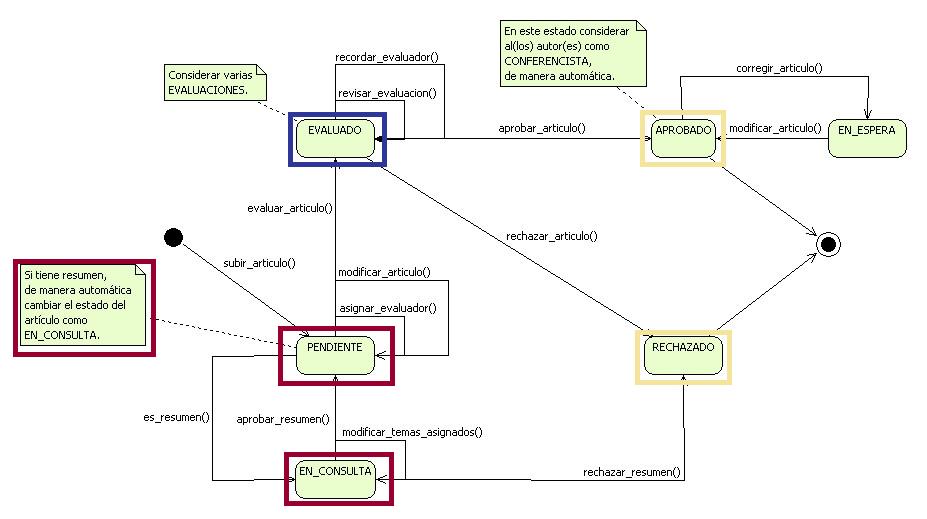 En este estado considerar
al(los) autor(es) como
CONFERENCISTA,
de manera automática.
recordar_evaluador()
corregir_articulo()
Considerar varias
EVALUACIONES.
revisar_evaluacion()
EVALUADO
aprobar_articulo()
APROBADO
modificar_articulo()
EN_ESPERA
evaluar_articulo()
rechazar_articulo()
subir_articulo()
Si tiene resumen,
de manera automática
cambiar el estado del
artículo como
EN_CONSULTA.
modificar_articulo()
asignar_evaluador()
PENDIENTE
RECHAZADO
es_resumen()
aprobar_resumen()
modificar_temas_asignados()
EN_CONSULTA
rechazar_resumen()